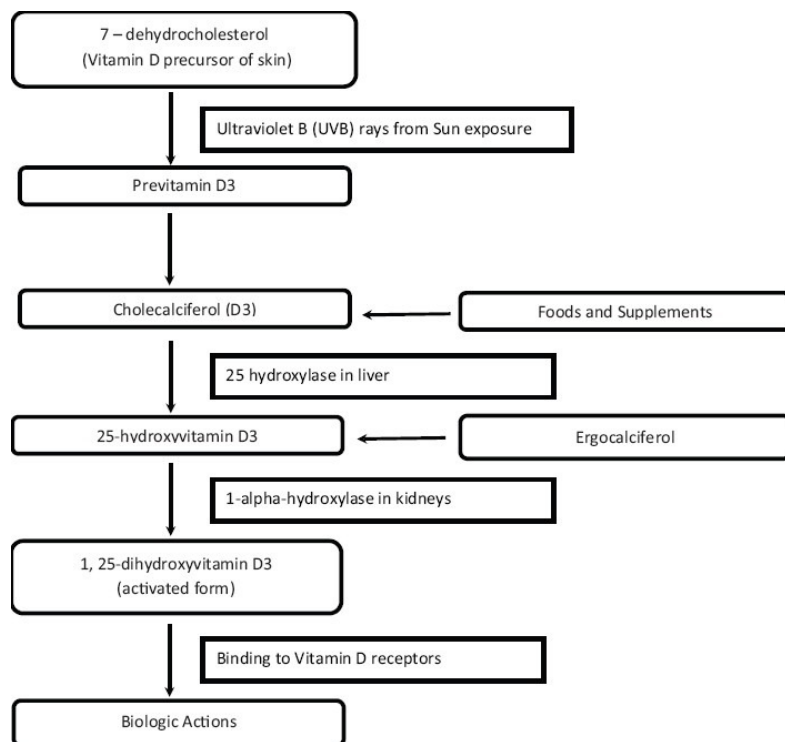 7 – dehydrocholesterol
(Vitamin D precursor of skin)
Ultraviolet B (UVB) rays from Sun exposure
Previtamin D3
Cholecalciferol (D3)
Foods and Supplements
25 hydroxylase in liver
25-hydroxyvitamin D3
Ergocalciferol
1-alpha-hydroxylase in kidneys
1, 25-dihydroxyvitamin D3
(activated form)
Binding to Vitamin D receptors
Biologic Actions